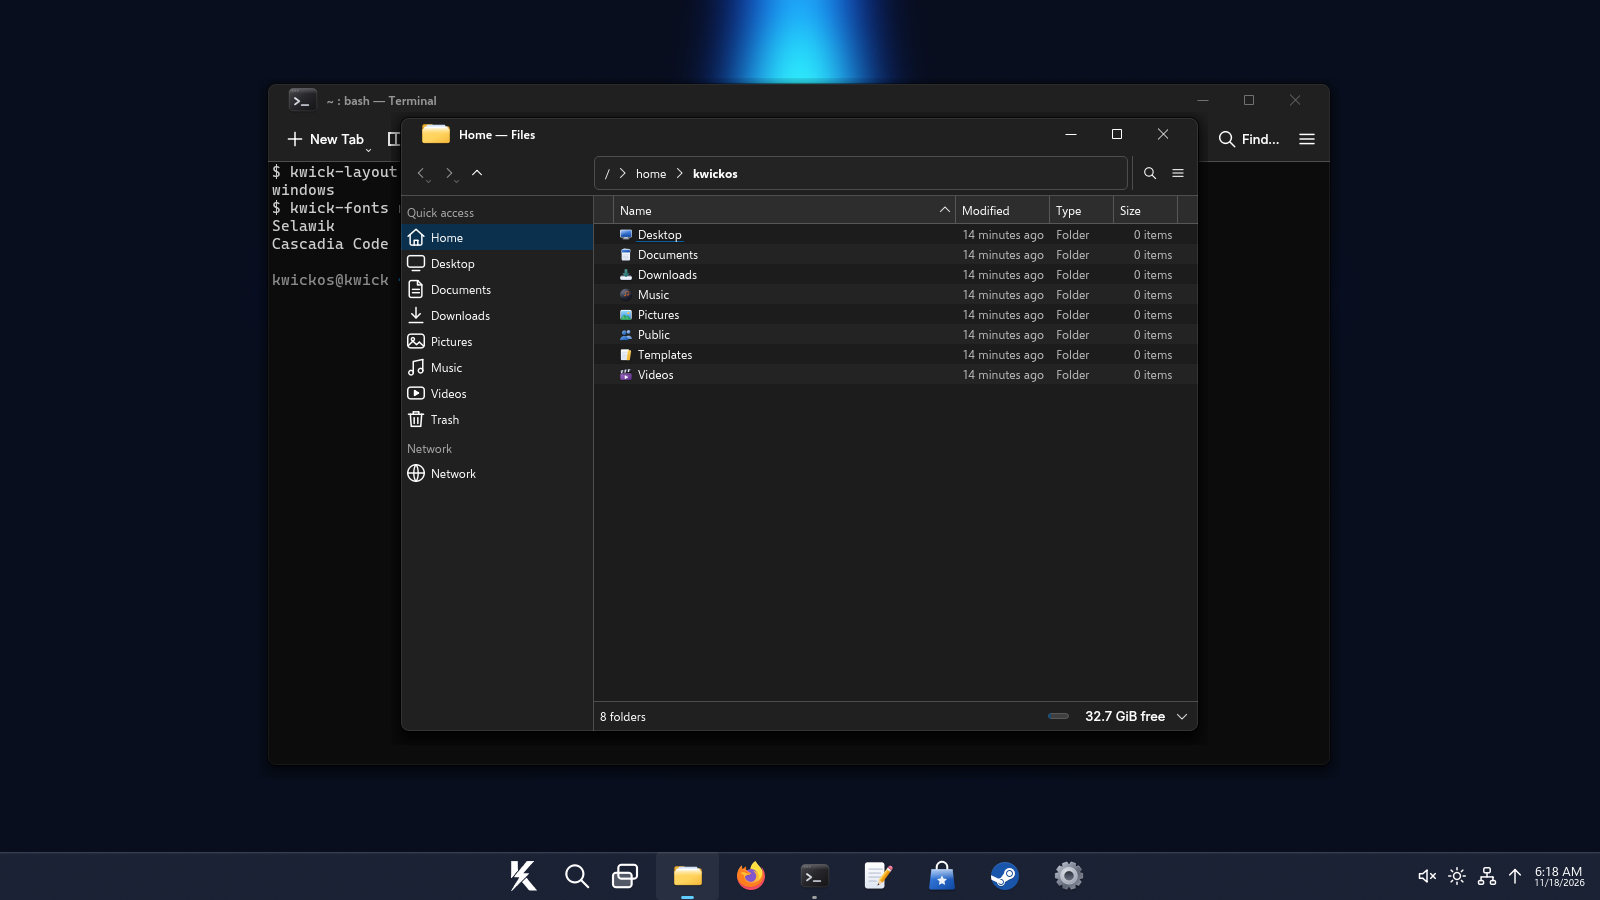 ~ : bash — Terminal
New Tab
Find...
$ kwick-layout
windows
$ kwick-fonts
Selawik
Cascadia Code
kwickos@kwick
Home — Files
/ home kwickos
Quick access
Home
Desktop
Documents
Downloads
Pictures
Music
Videos
Trash
Network
Network
Name Modified Type Size
Desktop 14 minutes ago Folder 0 items
Documents 14 minutes ago Folder 0 items
Downloads 14 minutes ago Folder 0 items
Music 14 minutes ago Folder 0 items
Pictures 14 minutes ago Folder 0 items
Public 14 minutes ago Folder 0 items
Templates 14 minutes ago Folder 0 items
Videos 14 minutes ago Folder 0 items
8 folders
32.7 GiB free
6:18 AM
11/18/2026